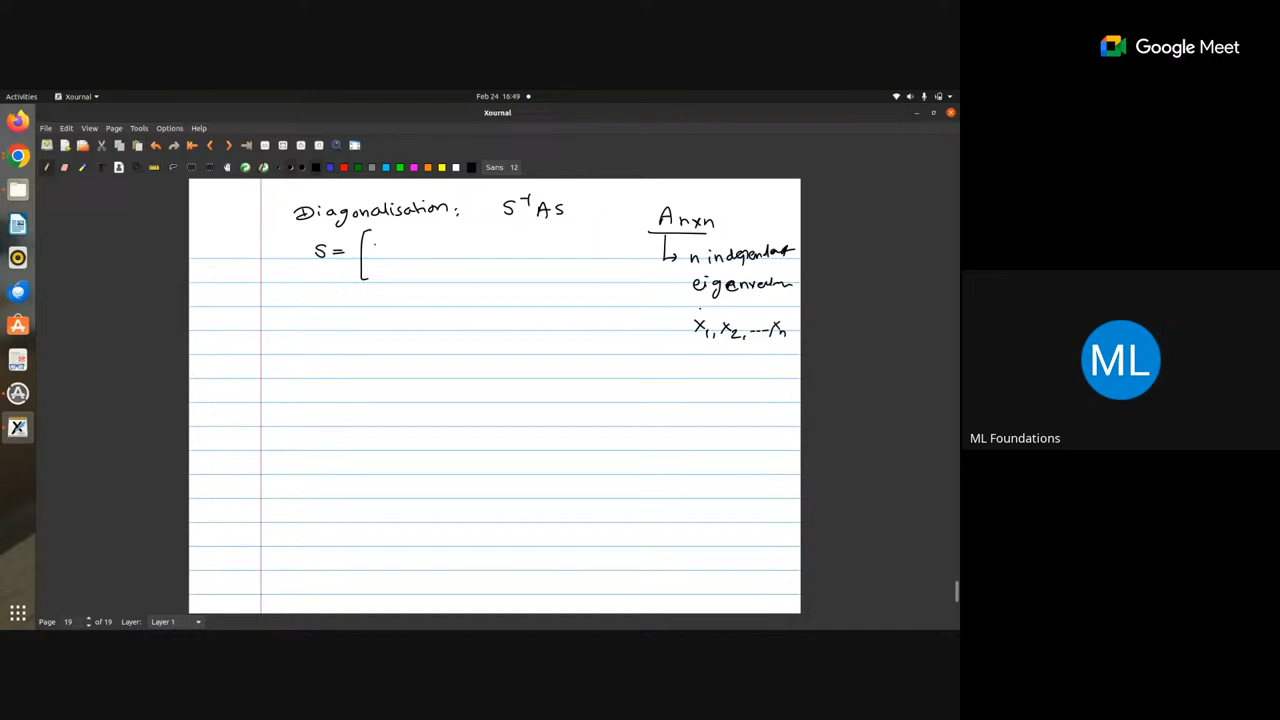 Google Meet
Activities
Xournal
Feb 24 16:49
Xournal
File Edit View Page Tools Options Help
Sans 12
Diagonalisation: S⁻¹AS
A n×n
S = [
n independent
eigenvectors
x₁, x₂, ---- xₙ
ML
ML Foundations
Page 19 of 19 Layer: Layer 1